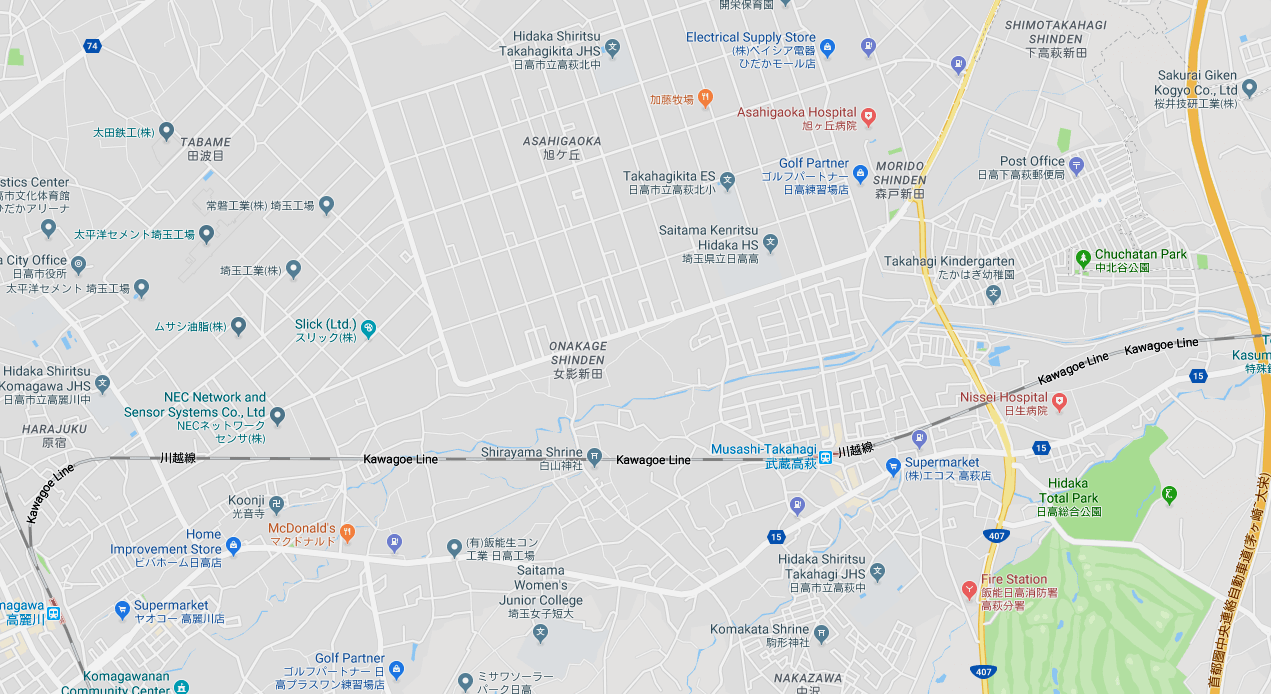 開栄保育園
74
Hidaka Shiritsu
Takahagikita JHS
日高市立高萩北中
Electrical Supply Store
(株)ベイシア電器
ひだかモール店
SHIMOTAKAHAGI
SHINDEN
下高萩新田
Sakurai Giken
Kogyo Co., Ltd
桜井技研工業(株)
加藤牧場
Asahigaoka Hospital
旭ヶ丘病院
太田鉄工(株)
TABAME
田波目
ASAHIGAOKA
旭ケ丘
Golf Partner
ゴルフパートナー
日高練習場店
MORIDO
SHINDEN
森戸新田
Post Office
日高下高萩郵便局
stics Center
高市文化体育館
ひだかアリーナ
Takahagikita ES
日高市立高萩北小
常磐工業(株) 埼玉工場
太平洋セメント埼玉工場
Saitama Kenritsu
Hidaka HS
埼玉県立日高高
a City Office
日高市役所
埼玉工業(株)
Takahagi Kindergarten
たかはぎ幼稚園
Chuchatan Park
中北谷公園
太平洋セメント 埼玉工場
ムサシ油脂(株)
Slick (Ltd.)
スリック(株)
ONAKAGE
SHINDEN
女影新田
Kawagoe Line
Kawagoe Line
Kasum
特殊
15
Hidaka Shiritsu
Komagawa JHS
日高市立高麗川中
NEC Network and
Sensor Systems Co., Ltd
NECネットワーク
センサ(株)
Nissei Hospital
日生病院
HARAJUKU
原宿
川越線
Kawagoe Line
Shirayama Shrine
白山神社
Kawagoe Line
Musashi-Takahagi
武蔵高萩
川越線
15
Supermarket
(株)エコス 高萩店
Kawagoe Line
Hidaka
Total Park
日高総合公園
Koonji
光音寺
McDonald's
マクドナルド
Home
Improvement Store
ビバホーム日高店
(有)飯能生コン
工業 日高工場
15
407
Hidaka Shiritsu
Takahagi JHS
日高市立高萩中
Saitama
Women's
Junior College
埼玉女子短大
Fire Station
飯能日高消防署
高萩分署
首都圏中央連絡自動車道(茅ヶ崎-大栄)
magawa
高麗川
Supermarket
ヤオコー 高麗川店
Komakata Shrine
駒形神社
Golf Partner
ゴルフパートナー 日
高プラスワン練習場店
ミサワソーラー
パーク日高
407
NAKAZAWA
中沢
Komagawanan
Community Center